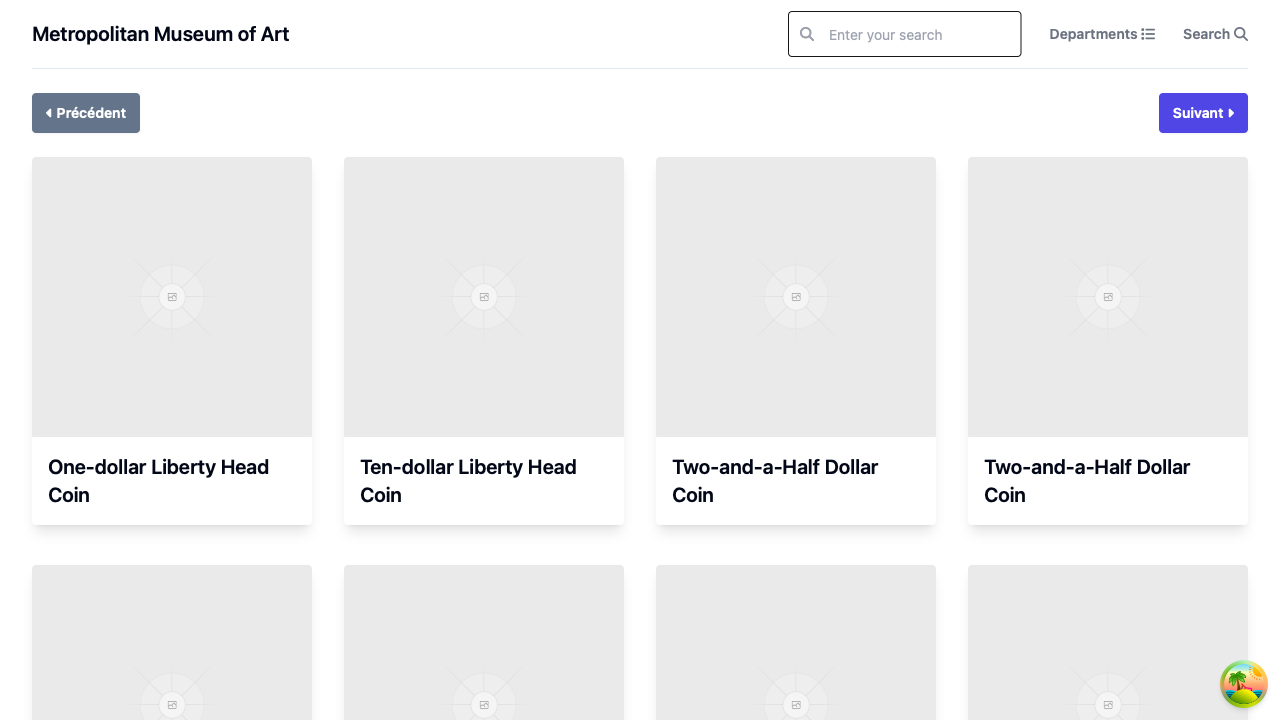 Metropolitan Museum of Art
Enter your search
Departments
Search
Précédent
Suivant
One-dollar Liberty Head
Coin
Ten-dollar Liberty Head
Coin
Two-and-a-Half Dollar
Coin
Two-and-a-Half Dollar
Coin